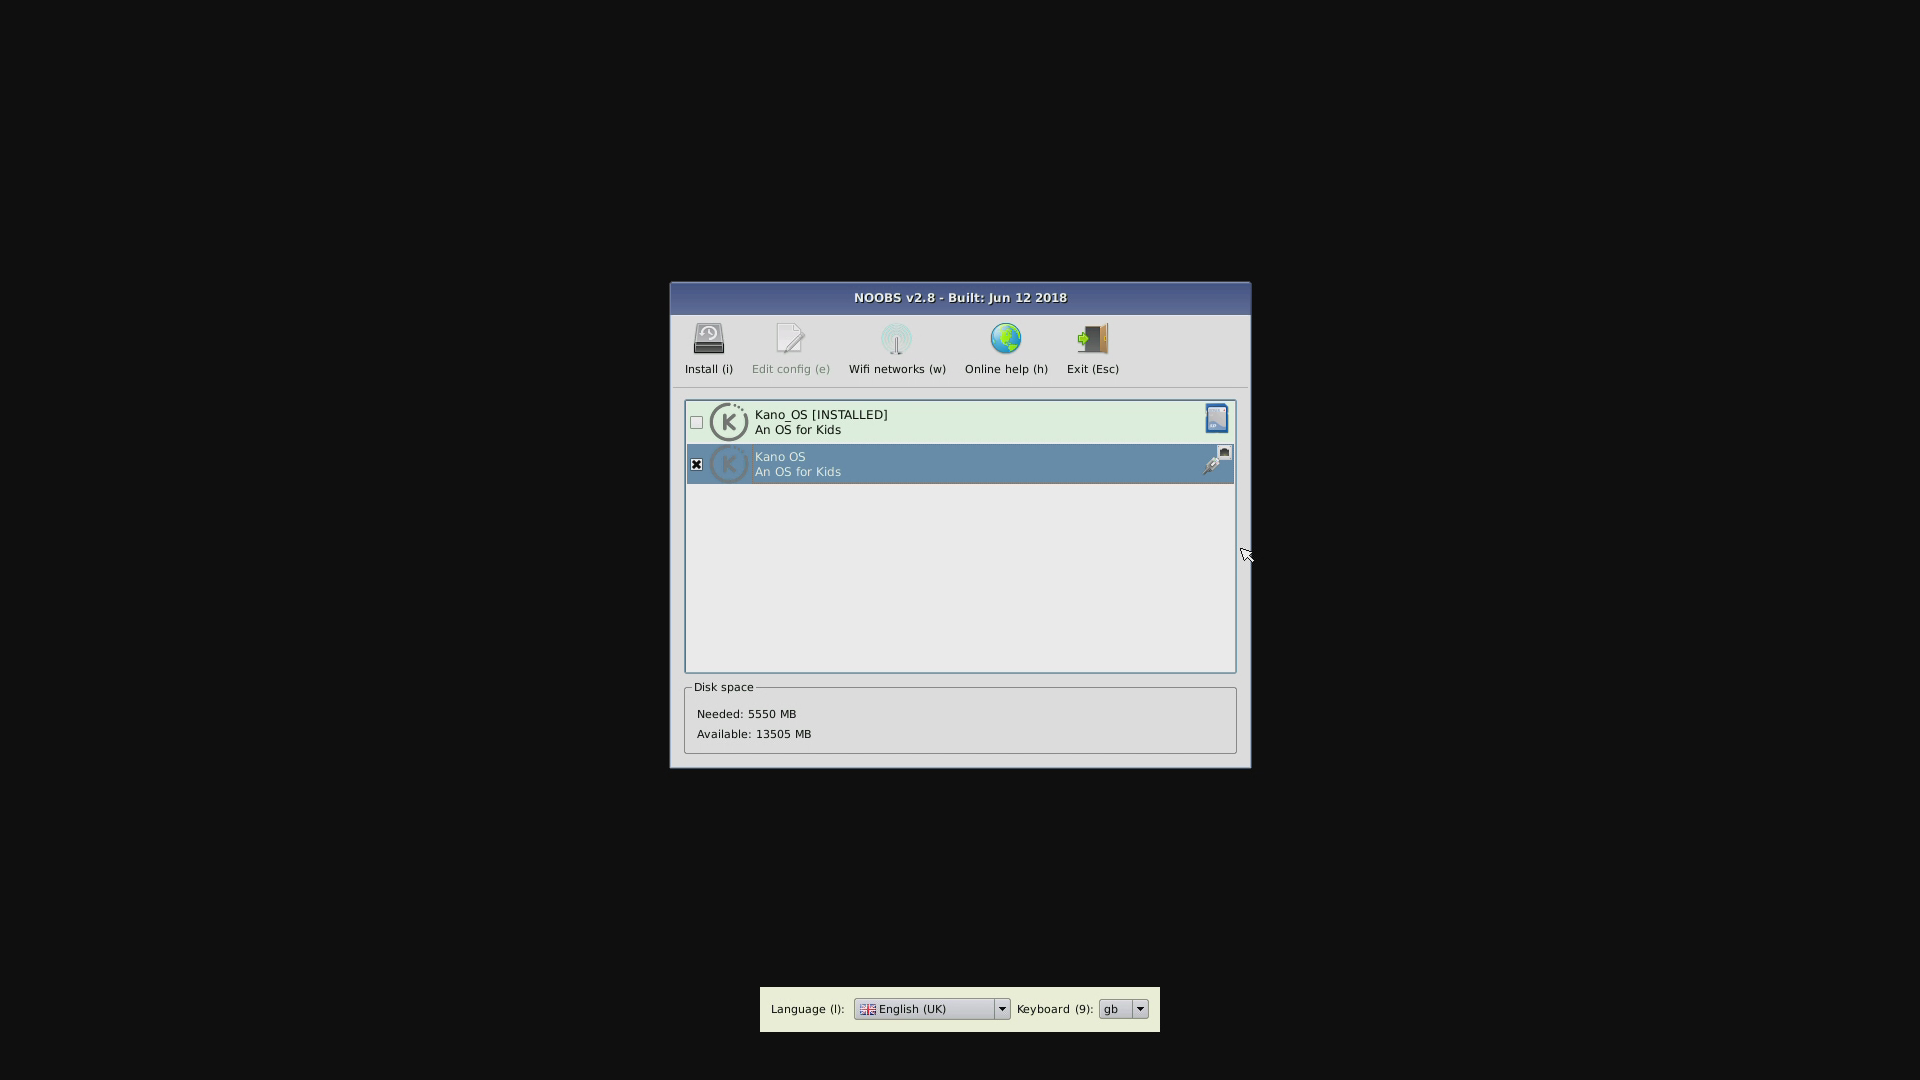 NOOBS v2.8 - Built: Jun 12 2018
Install (i) Edit config (e) Wifi networks (w) Online help (h) Exit (Esc)
Kano_OS [INSTALLED]
An OS for Kids
Kano OS
An OS for Kids
Disk space
Needed: 5550 MB
Available: 13505 MB
Language (l): English (UK) Keyboard (9): gb